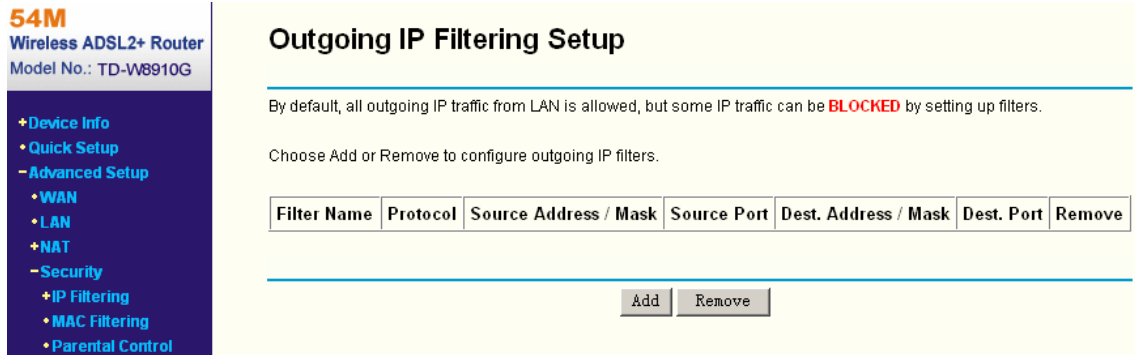 54M
Wireless ADSL2+ Router
Model No.: TD-W8910G
+Device Info
•Quick Setup
-Advanced Setup
•WAN
•LAN
+NAT
-Security
+IP Filtering
•MAC Filtering
•Parental Control
Outgoing IP Filtering Setup
By default, all outgoing IP traffic from LAN is allowed, but some IP traffic can be BLOCKED by setting up filters.
Choose Add or Remove to configure outgoing IP filters.
Filter Name Protocol Source Address / Mask Source Port Dest. Address / Mask Dest. Port Remove
Add Remove